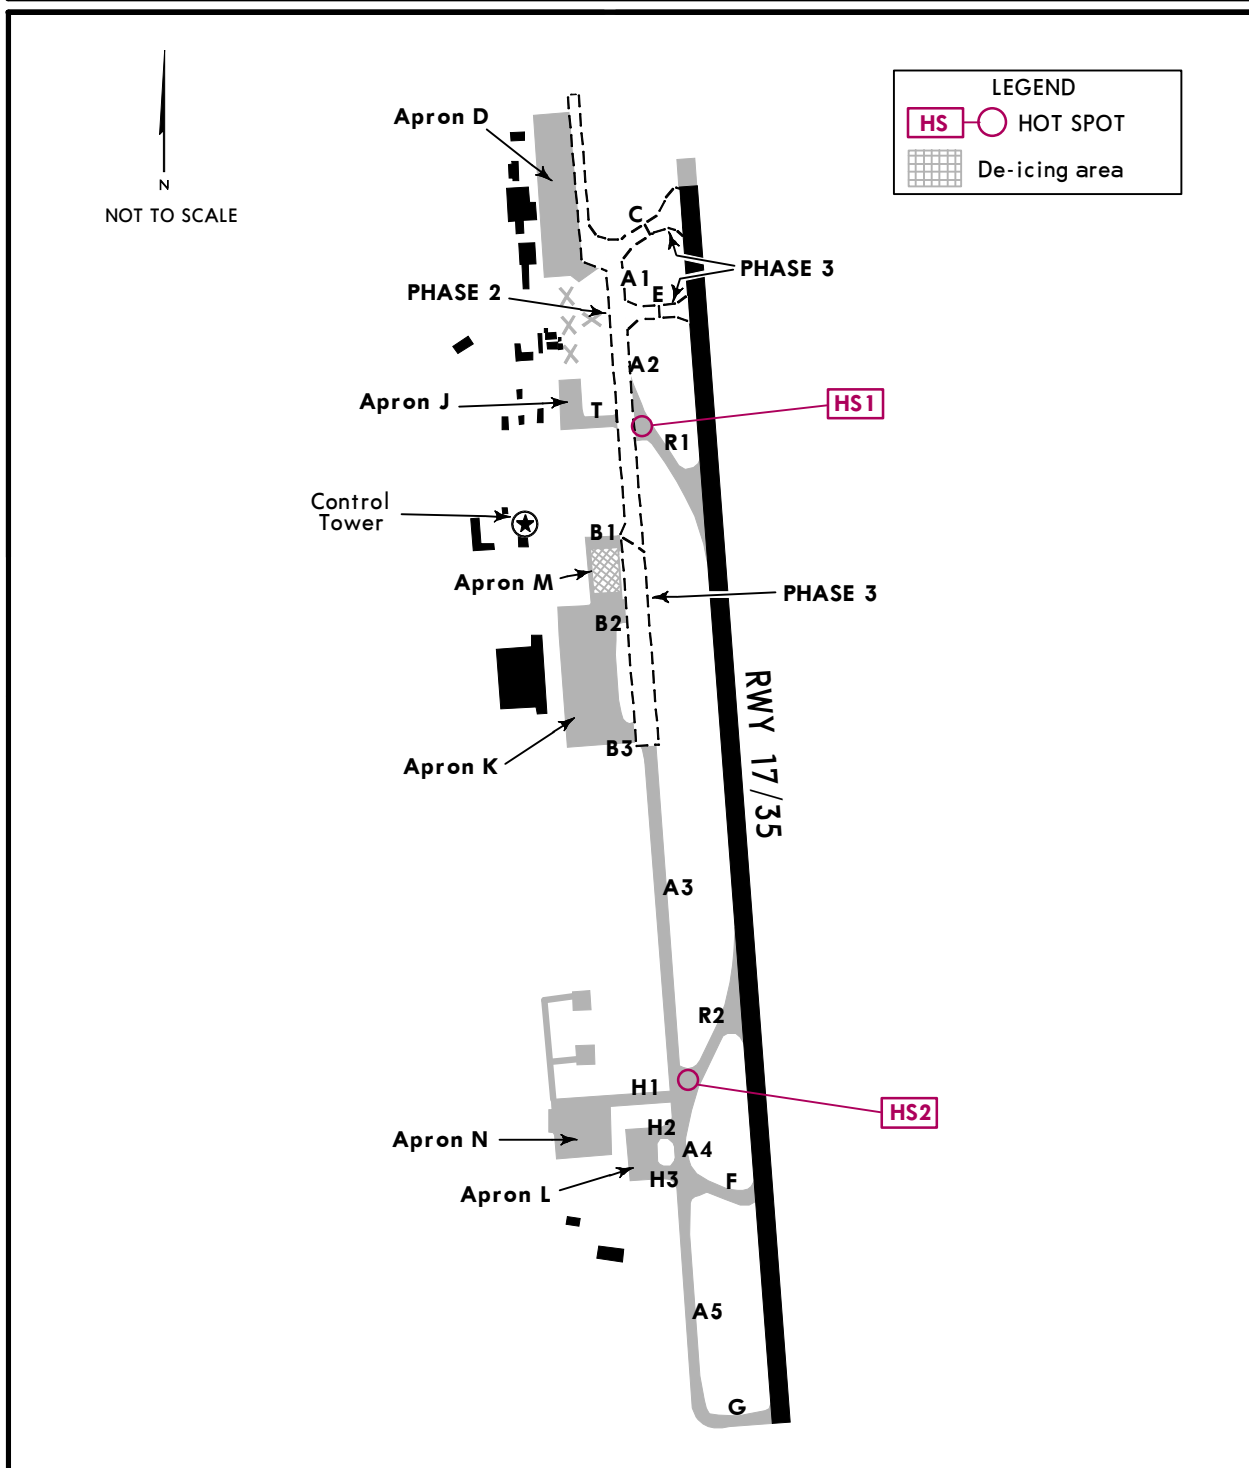 LEGEND
HS
HOT SPOT
De-icing area
N
NOT TO SCALE
Apron D
C
PHASE 3
A1
E
PHASE 2
A2
Apron J
T
HS1
R1
Control
Tower
B1
Apron M
PHASE 3
B2
RWY 17/35
B3
Apron K
A3
R2
H1
HS2
H2
Apron N
A4
H3
F
Apron L
A5
G